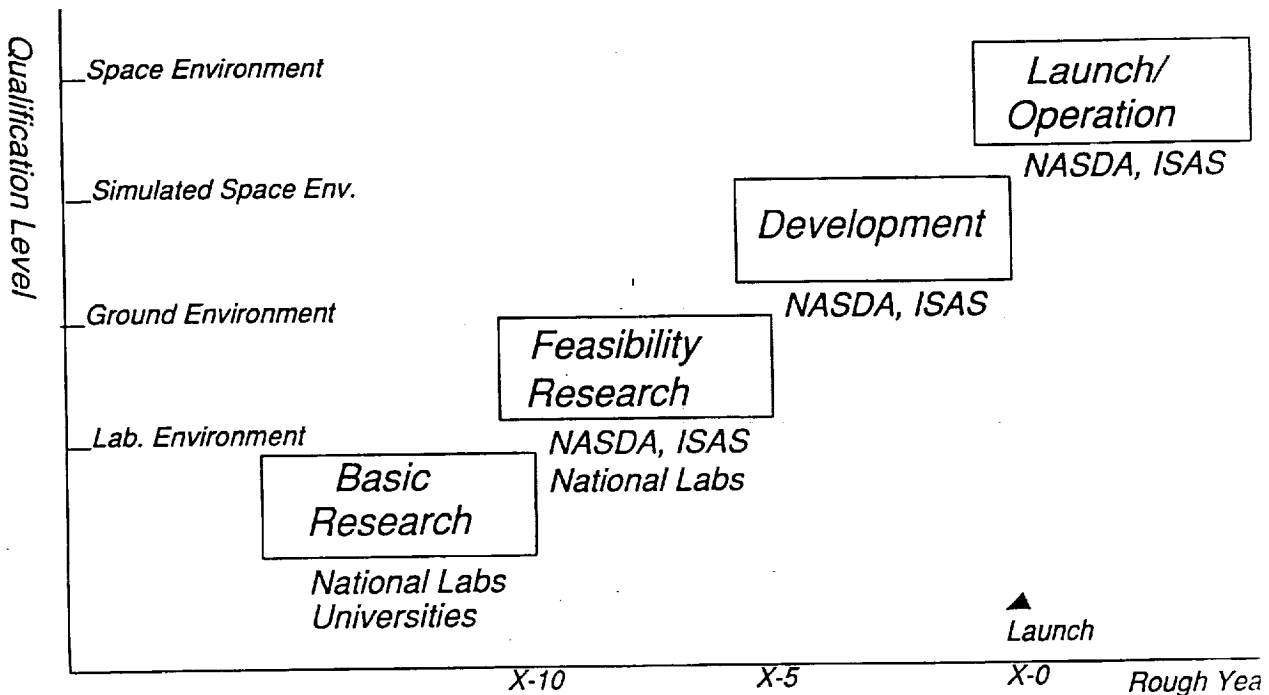 Qualification Level
Space Environment
Simulated Space Env.
Ground Environment
Lab. Environment
Launch/
Operation
NASDA, ISAS
Development
NASDA, ISAS
Feasibility
Research
NASDA, ISAS
National Labs
Basic
Research
National Labs
Universities
Launch
X-10
X-5
X-0
Rough Yea